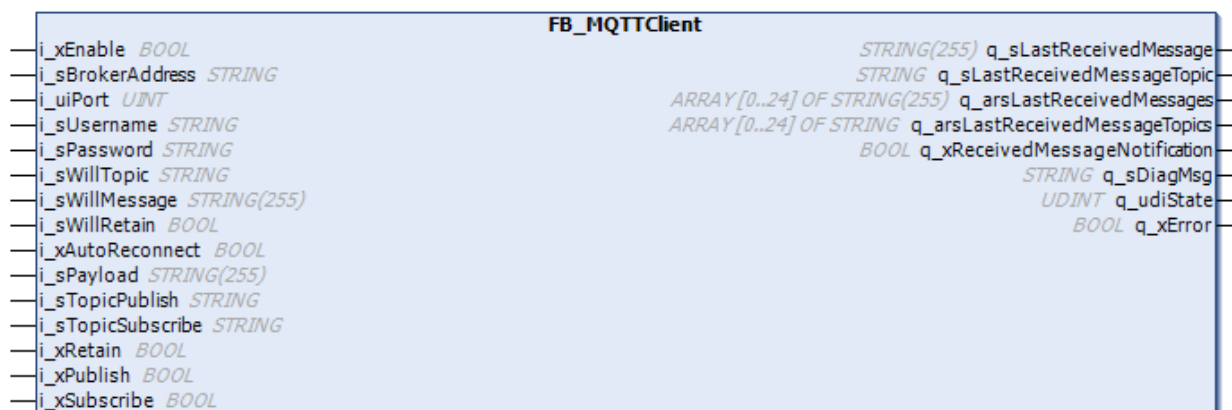 FB_MQTTClient
i_xEnable BOOL STRING(255) q_sLastReceivedMessage
i_sBrokerAddress STRING STRING q_sLastReceivedMessageTopic
i_uiPort UINT ARRAY [0..24] OF STRING(255) q_arsLastReceivedMessages
i_sUsername STRING ARRAY [0..24] OF STRING q_arsLastReceivedMessageTopics
i_sPassword STRING BOOL q_xReceivedMessageNotification
i_sWillTopic STRING STRING q_sDiagMsg
i_sWillMessage STRING(255) UDINT q_udiState
i_sWillRetain BOOL BOOL q_xError
i_xAutoReconnect BOOL
i_sPayload STRING(255)
i_sTopicPublish STRING
i_sTopicSubscribe STRING
i_xRetain BOOL
i_xPublish BOOL
i_xSubscribe BOOL